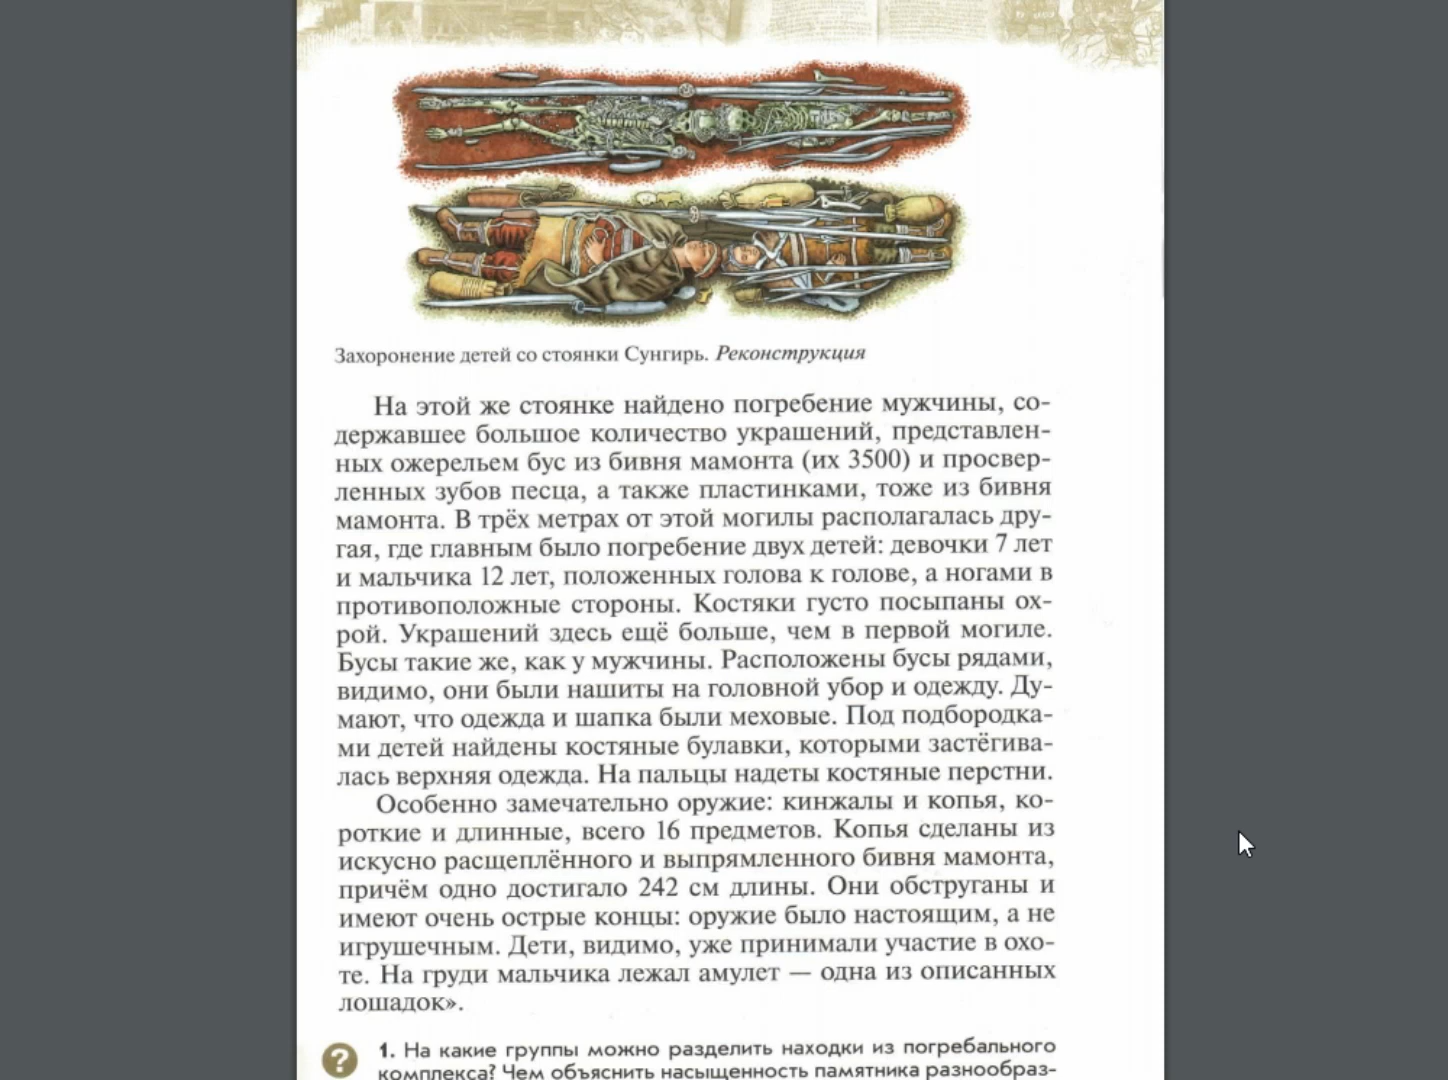 Захоронение детей со стоянки Сунгирь. Реконструкция
На этой же стоянке найдено погребение мужчины, со-
державшее большое количество украшений, представлен-
ных ожерельем бус из бивня мамонта (их 3500) и просвер-
ленных зубов песца, а также пластинками, тоже из бивня
мамонта. В трёх метрах от этой могилы располагалась дру-
гая, где главным было погребение двух детей: девочки 7 лет
и мальчика 12 лет, положенных голова к голове, а ногами в
противоположные стороны. Костяки густо посыпаны ох-
рой. Украшений здесь ещё больше, чем в первой могиле.
Бусы такие же, как у мужчины. Расположены бусы рядами,
видимо, они были нашиты на головной убор и одежду. Ду-
мают, что одежда и шапка были меховые. Под подбородка-
ми детей найдены костяные булавки, которыми застёгива-
лась верхняя одежда. На пальцы надеты костяные перстни.
Особенно замечательно оружие: кинжалы и копья, ко-
роткие и длинные, всего 16 предметов. Копья сделаны из
искусно расщеплённого и выпрямленного бивня мамонта,
причём одно достигало 242 см длины. Они обструганы и
имеют очень острые концы: оружие было настоящим, а не
игрушечным. Дети, видимо, уже принимали участие в охо-
те. На груди мальчика лежал амулет — одна из описанных
лошадок».
? 1. На какие группы можно разделить находки из погребального
комплекса? Чем объяснить насыщенность памятника разнообраз-